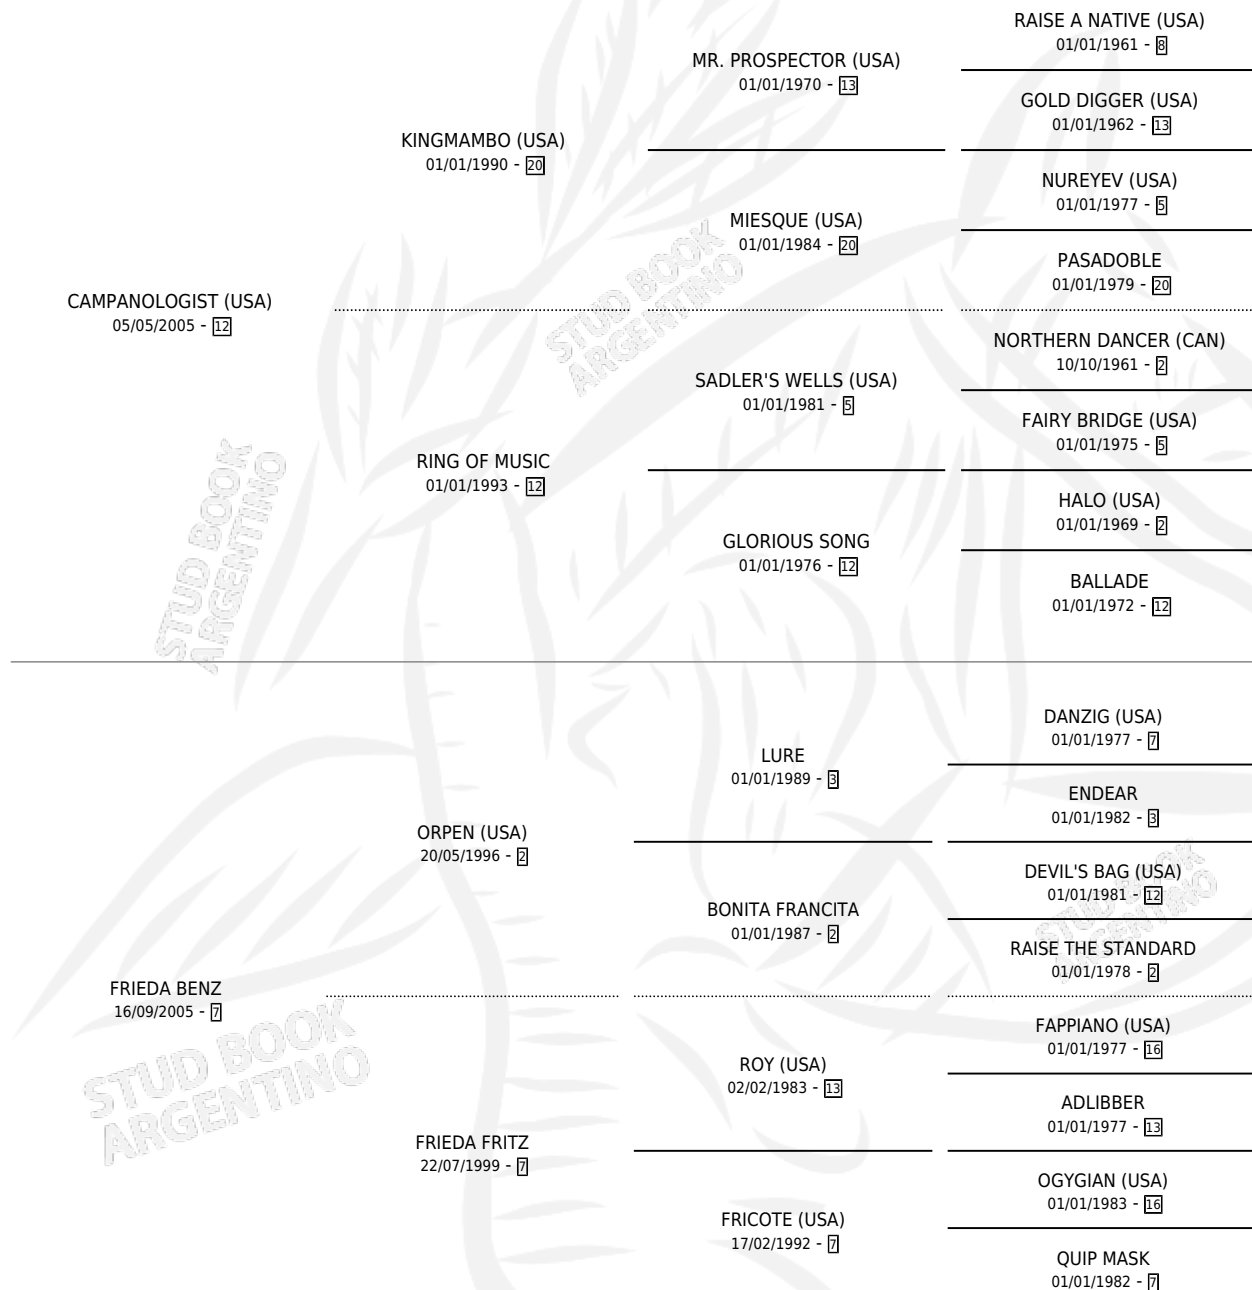 RAISE A NATIVE (USA)
01/01/1961 - 8
MR. PROSPECTOR (USA)
01/01/1970 - 13
GOLD DIGGER (USA)
01/01/1962 - 13
KINGMAMBO (USA)
01/01/1990 - 20
NUREYEV (USA)
01/01/1977 - 5
MIESQUE (USA)
01/01/1984 - 20
PASADOBLE
01/01/1979 - 20
CAMPANOLOGIST (USA)
05/05/2005 - 12
STUD BOOK
ARGENTINO
NORTHERN DANCER (CAN)
10/10/1961 - 2
SADLER'S WELLS (USA)
01/01/1981 - 5
FAIRY BRIDGE (USA)
01/01/1975 - 5
RING OF MUSIC
01/01/1993 - 12
HALO (USA)
01/01/1969 - 2
GLORIOUS SONG
01/01/1976 - 12
BALLADE
01/01/1972 - 12
STUD BOOK
ARGENTINO
DANZIG (USA)
01/01/1977 - 7
LURE
01/01/1989 - 3
ENDEAR
01/01/1982 - 3
ORPEN (USA)
20/05/1996 - 2
DEVIL'S BAG (USA)
01/01/1981 - 12
BONITA FRANCITA
01/01/1987 - 2
RAISE THE STANDARD
01/01/1978 - 2
STUD BOOK
ARGENTINO
FRIEDA BENZ
16/09/2005 - 7
STUD BOOK
ARGENTINO
FAPPIANO (USA)
01/01/1977 - 16
ROY (USA)
02/02/1983 - 13
ADLIBBER
01/01/1977 - 13
FRIEDA FRITZ
22/07/1999 - 7
OGYGIAN (USA)
01/01/1983 - 16
FRICOTE (USA)
17/02/1992 - 7
QUIP MASK
01/01/1982 - 7